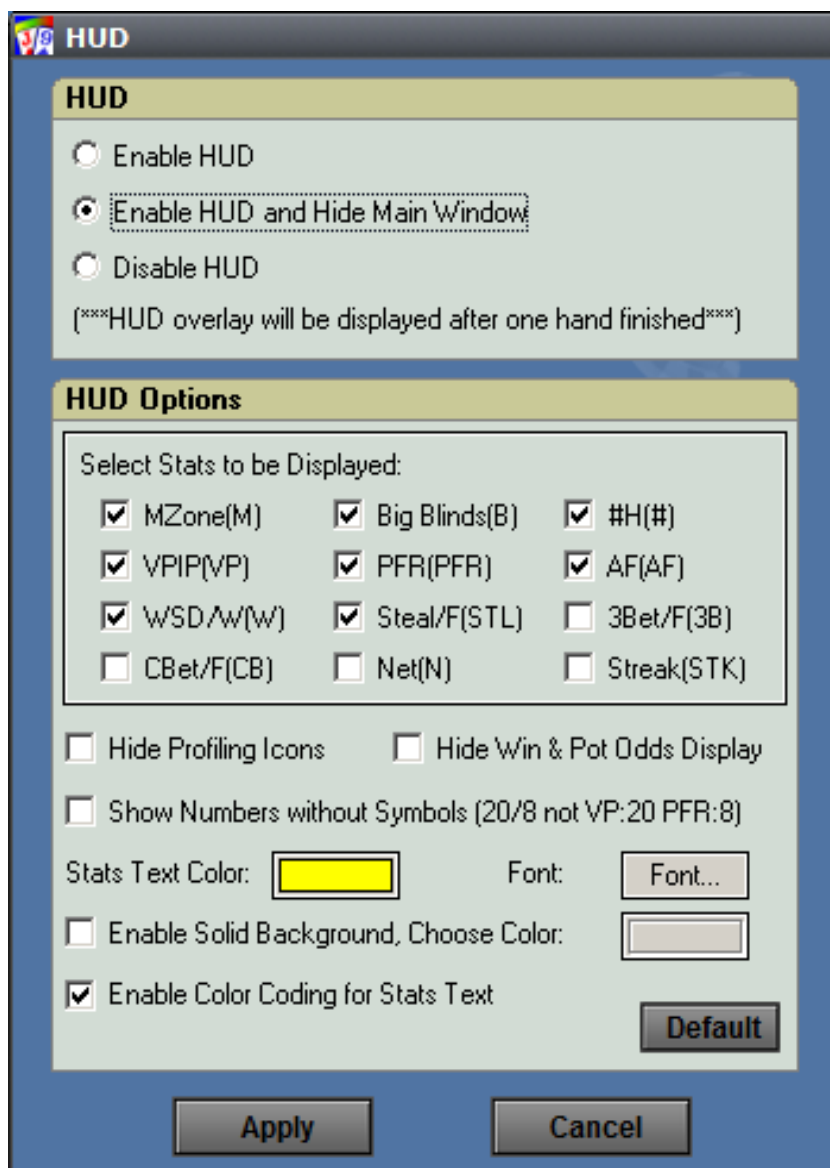 HUD
HUD
Enable HUD
Enable HUD and Hide Main Window
Disable HUD
(***HUD overlay will be displayed after one hand finished***)
HUD Options
Select Stats to be Displayed:
MZone(M) Big Blinds(B) #H(#)
VPIP(VP) PFR(PFR) AF(AF)
WSD/W(W) Steal/F(STL) 3Bet/F(3B)
CBet/F(CB) Net(N) Streak(STK)
Hide Profiling Icons Hide Win & Pot Odds Display
Show Numbers without Symbols (20/8 not VP:20 PFR:8)
Stats Text Color: Font: Font...
Enable Solid Background, Choose Color:
Enable Color Coding for Stats Text
Default
Apply Cancel